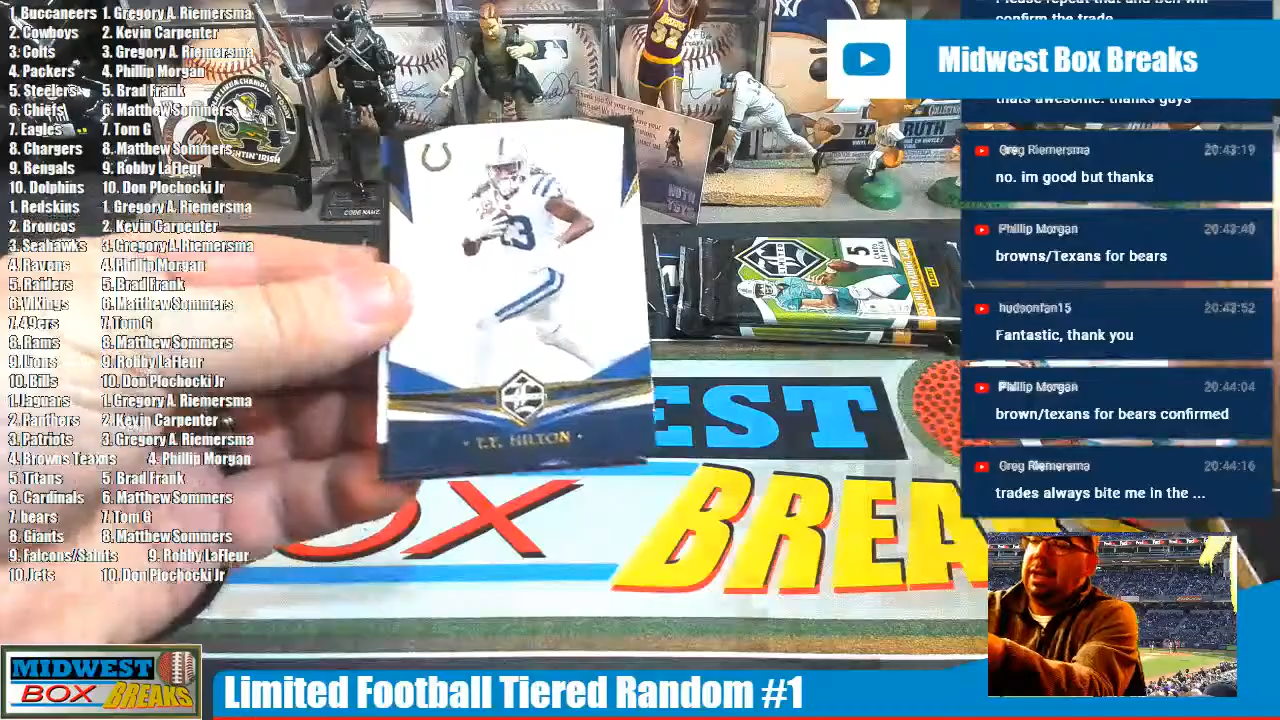 1. Buccaneers 1. Gregory A. Riemersma
2. Cowboys 2. Kevin Carpenter
3. Colts 3. Gregory A. Riemersma
4. Packers 4. Phillip Morgan
5. Steelers 5. Brad Frank
6. Chiefs 6. Matthew Sommers
7. Eagles 7. Tom G
8. Chargers 8. Matthew Sommers
9. Bengals 9. Robby LaFleur
10. Dolphins 10. Don Plochocki Jr
1. Redskins 1. Gregory A. Riemersma
2. Broncos 2. Kevin Carpenter
3. Seahawks 3. Gregory A. Riemersma
4. Ravens 4. Phillip Morgan
5. Raiders 5. Brad Frank
6. Vikings 6. Matthew Sommers
7. 49ers 7. Tom G
8. Rams 8. Matthew Sommers
9. Lions 9. Robby LaFleur
10. Bills 10. Don Plochocki Jr
1. Jaguars 1. Gregory A. Riemersma
2. Panthers 2. Kevin Carpenter
3. Patriots 3. Gregory A. Riemersma
4. Browns Texans 4. Phillip Morgan
5. Titans 5. Brad Frank
6. Cardinals 6. Matthew Sommers
7. bears 7. Tom G
8. Giants 8. Matthew Sommers
9. Falcons/Saints 9. Robby LaFleur
10. Jets 10. Don Plochocki Jr
T.Y. HILTON
LIMITED
5
BOX BREA
EST
RUTH
Midwest Box Breaks
confirm the trade
thats awesome. thanks guys
Greg Riemersma 20:43:19
no. im good but thanks
Phillip Morgan 20:43:40
browns/Texans for bears
hudsonfan15 20:43:52
Fantastic, thank you
Phillip Morgan 20:44:04
brown/texans for bears confirmed
Greg Riemersma 20:44:16
trades always bite me in the ...
MIDWEST
BOX BREAKS
Limited Football Tiered Random #1